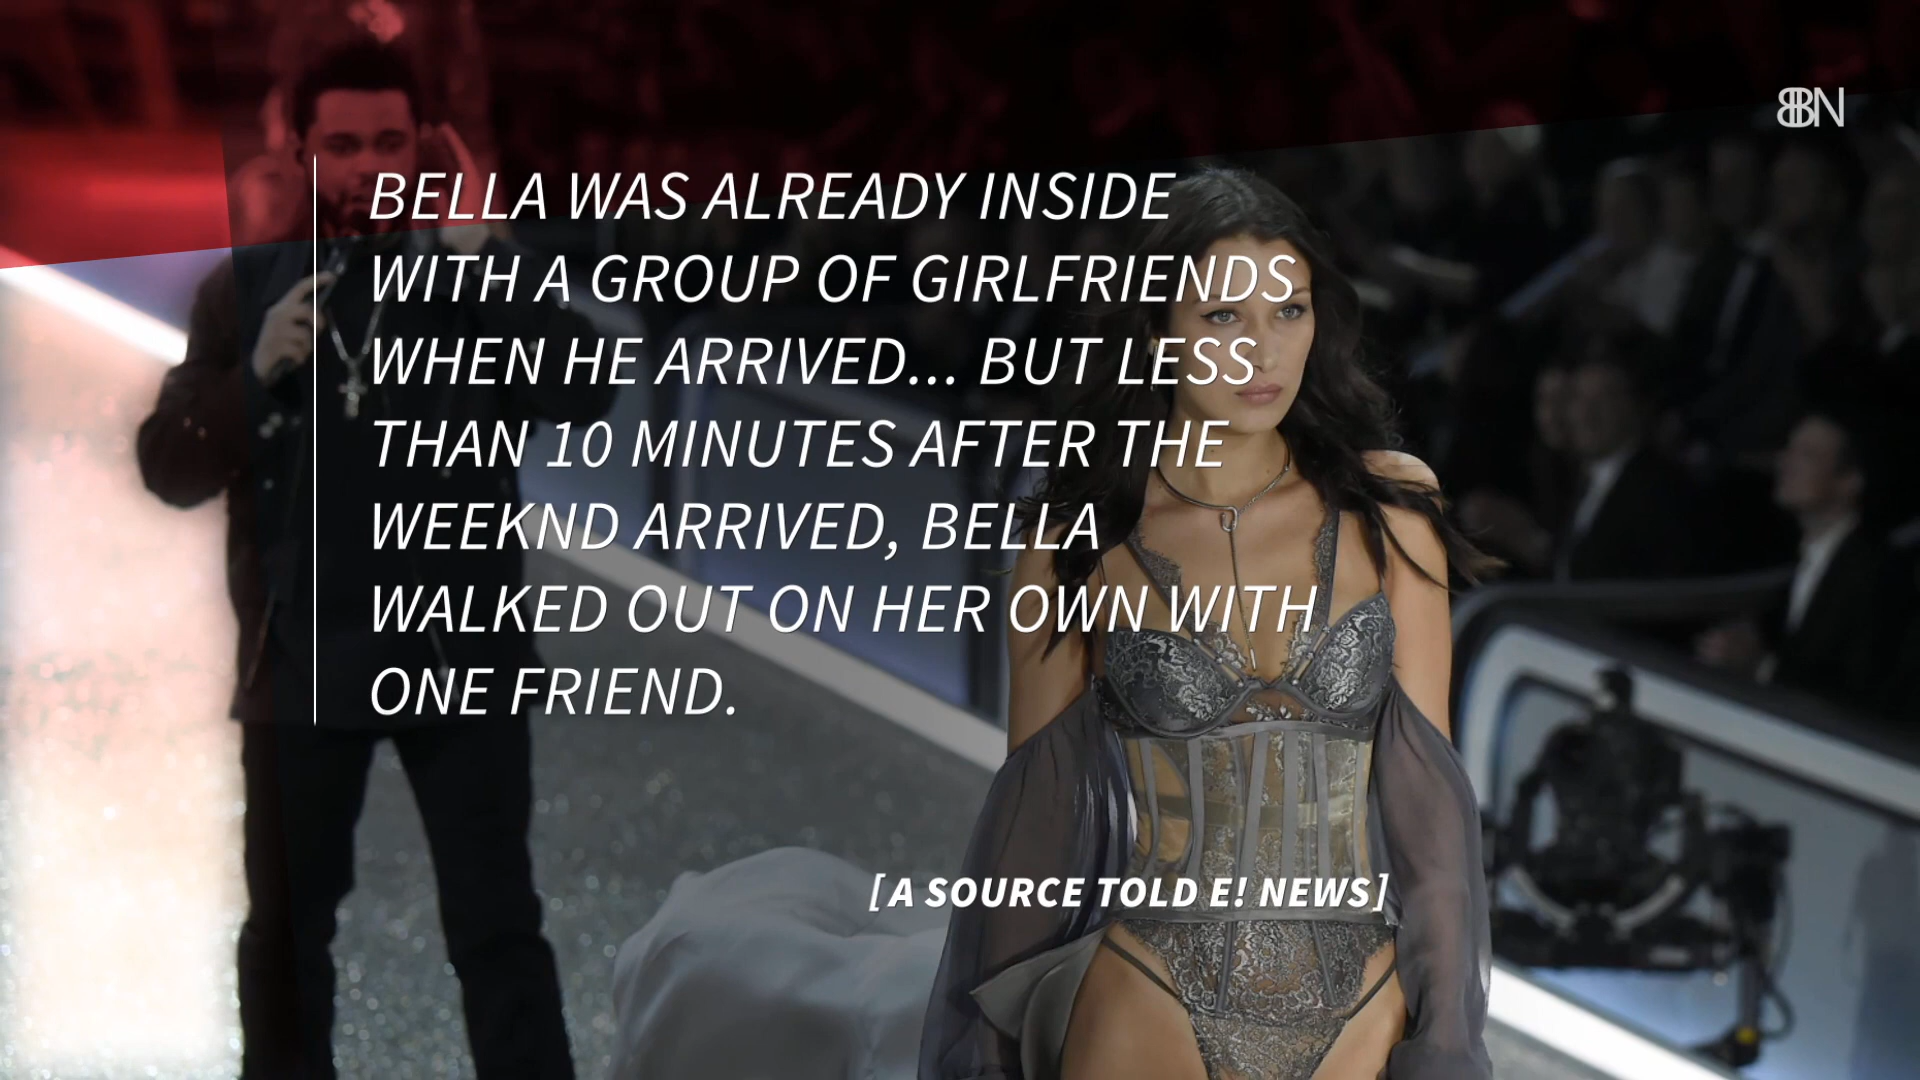 BBN
BELLA WAS ALREADY INSIDE
WITH A GROUP OF GIRLFRIENDS
WHEN HE ARRIVED... BUT LESS
THAN 10 MINUTES AFTER THE
WEEKND ARRIVED, BELLA
WALKED OUT ON HER OWN WITH
ONE FRIEND.
[A SOURCE TOLD E! NEWS]